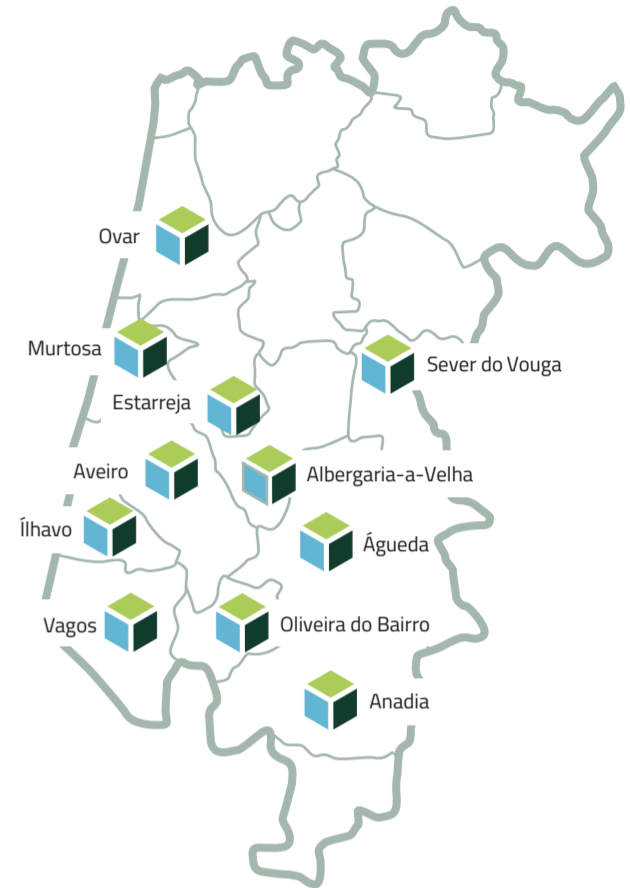 Ovar
Murtosa
Sever do Vouga
Estarreja
Aveiro
Albergaria-a-Velha
Ílhavo
Águeda
Vagos
Oliveira do Bairro
Anadia